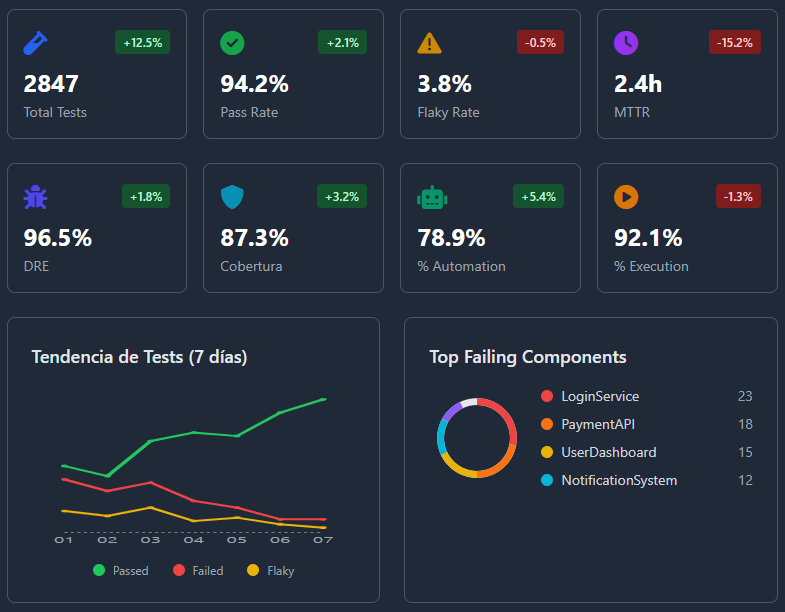 +12.5%
2847
Total Tests
+2.1%
94.2%
Pass Rate
-0.5%
3.8%
Flaky Rate
-15.2%
2.4h
MTTR
+1.8%
96.5%
DRE
+3.2%
87.3%
Cobertura
+5.4%
78.9%
% Automation
-1.3%
92.1%
% Execution
Tendencia de Tests (7 días)
01 02 03 04 05 06 07
Passed Failed Flaky
Top Failing Components
LoginService 23
PaymentAPI 18
UserDashboard 15
NotificationSystem 12